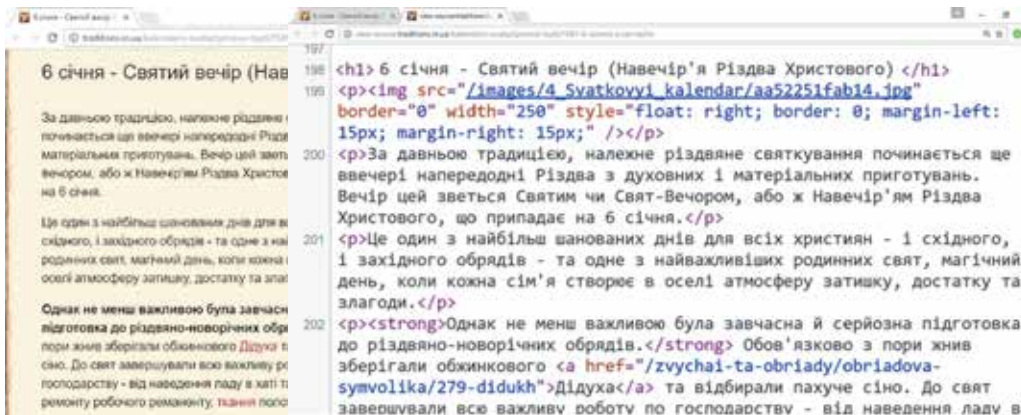 6 січня - Святий вечір (Нав
За давньою традицією, належне різдвяне
починається ще ввечері напередодні Різдв
матеріальних приготувань. Вечір цей зветь
вечором, або ж Навечір'ям Різдва Христов
на 6 січня.
Це один з найбільш шанованих днів для в
східного, і західного обрядів - та одне з най
родинних свят, магічний день, коли кожна
оселі атмосферу затишку, достатку та злаг
Однак не менш важливою була завчасн
підготовка до різдвяно-новорічних обр
пори жнив зберігали обжинкового Дідуха т
сіно. До свят завершували всю важливу ро
господарству - від наведення ладу в хаті т
ремонту робочого реманенту,
197
198 <h1> 6 січня - Святий вечір (Навечір'я Різдва Христового) </h1>
199 <p><img src="/images/4_Svatkovyi_kalendar/aa52251fab14.jpg"
border="0" width="250" style="float: right; border: 0; margin-left:
15px; margin-right: 15px;" /></p>
200 <p>За давньою традицією, належне різдвяне святкування починається ще
ввечері напередодні Різдва з духовних і матеріальних приготувань.
Вечір цей зветься Святим чи Свят-Вечором, або ж Навечір'ям Різдва
Христового, що припадає на 6 січня.</p>
201 <p>Це один з найбільш шанованих днів для всіх християн - і східного,
і західного обрядів - та одне з найважливіших родинних свят, магічний
день, коли кожна сім'я створює в оселі атмосферу затишку, достатку та
злагоди.</p>
202 <p><strong>Однак не менш важливою була завчасна й серйозна підготовка
до різдвяно-новорічних обрядів.</strong> Обов'язково з пори жнив
зберігали обжинкового <a href="/zvychai-ta-obriady/obriadova-
symvolika/279-didukh">Дідуха</a> та відбирали пахуче сіно. До свят
завершували всю важливу роботу по господарству - від наведення ладу в